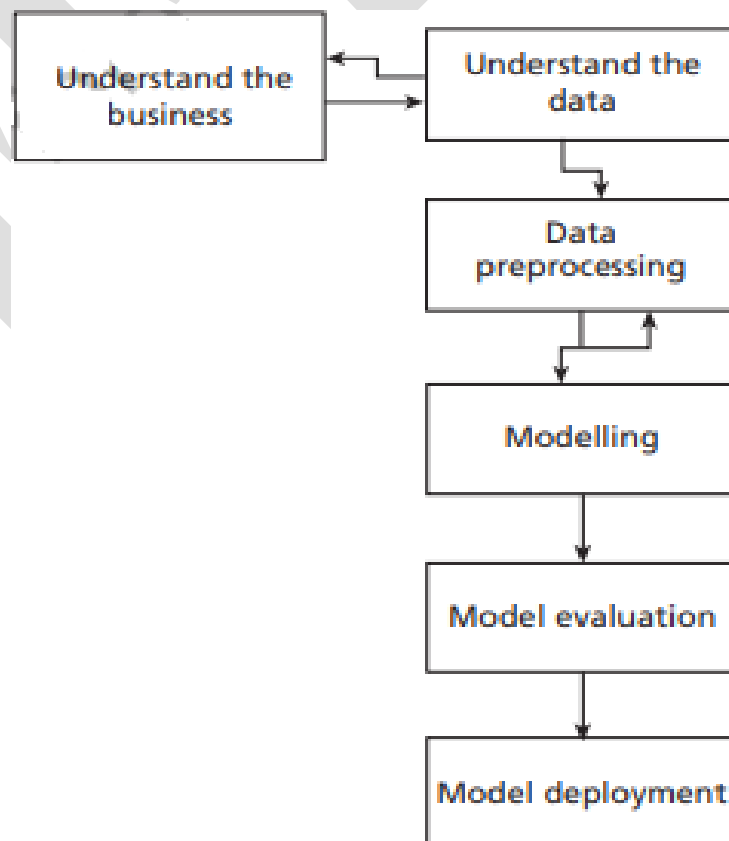 Understand the
business
Understand the
data
Data
preprocessing
Modelling
Model evaluation
Model deployment